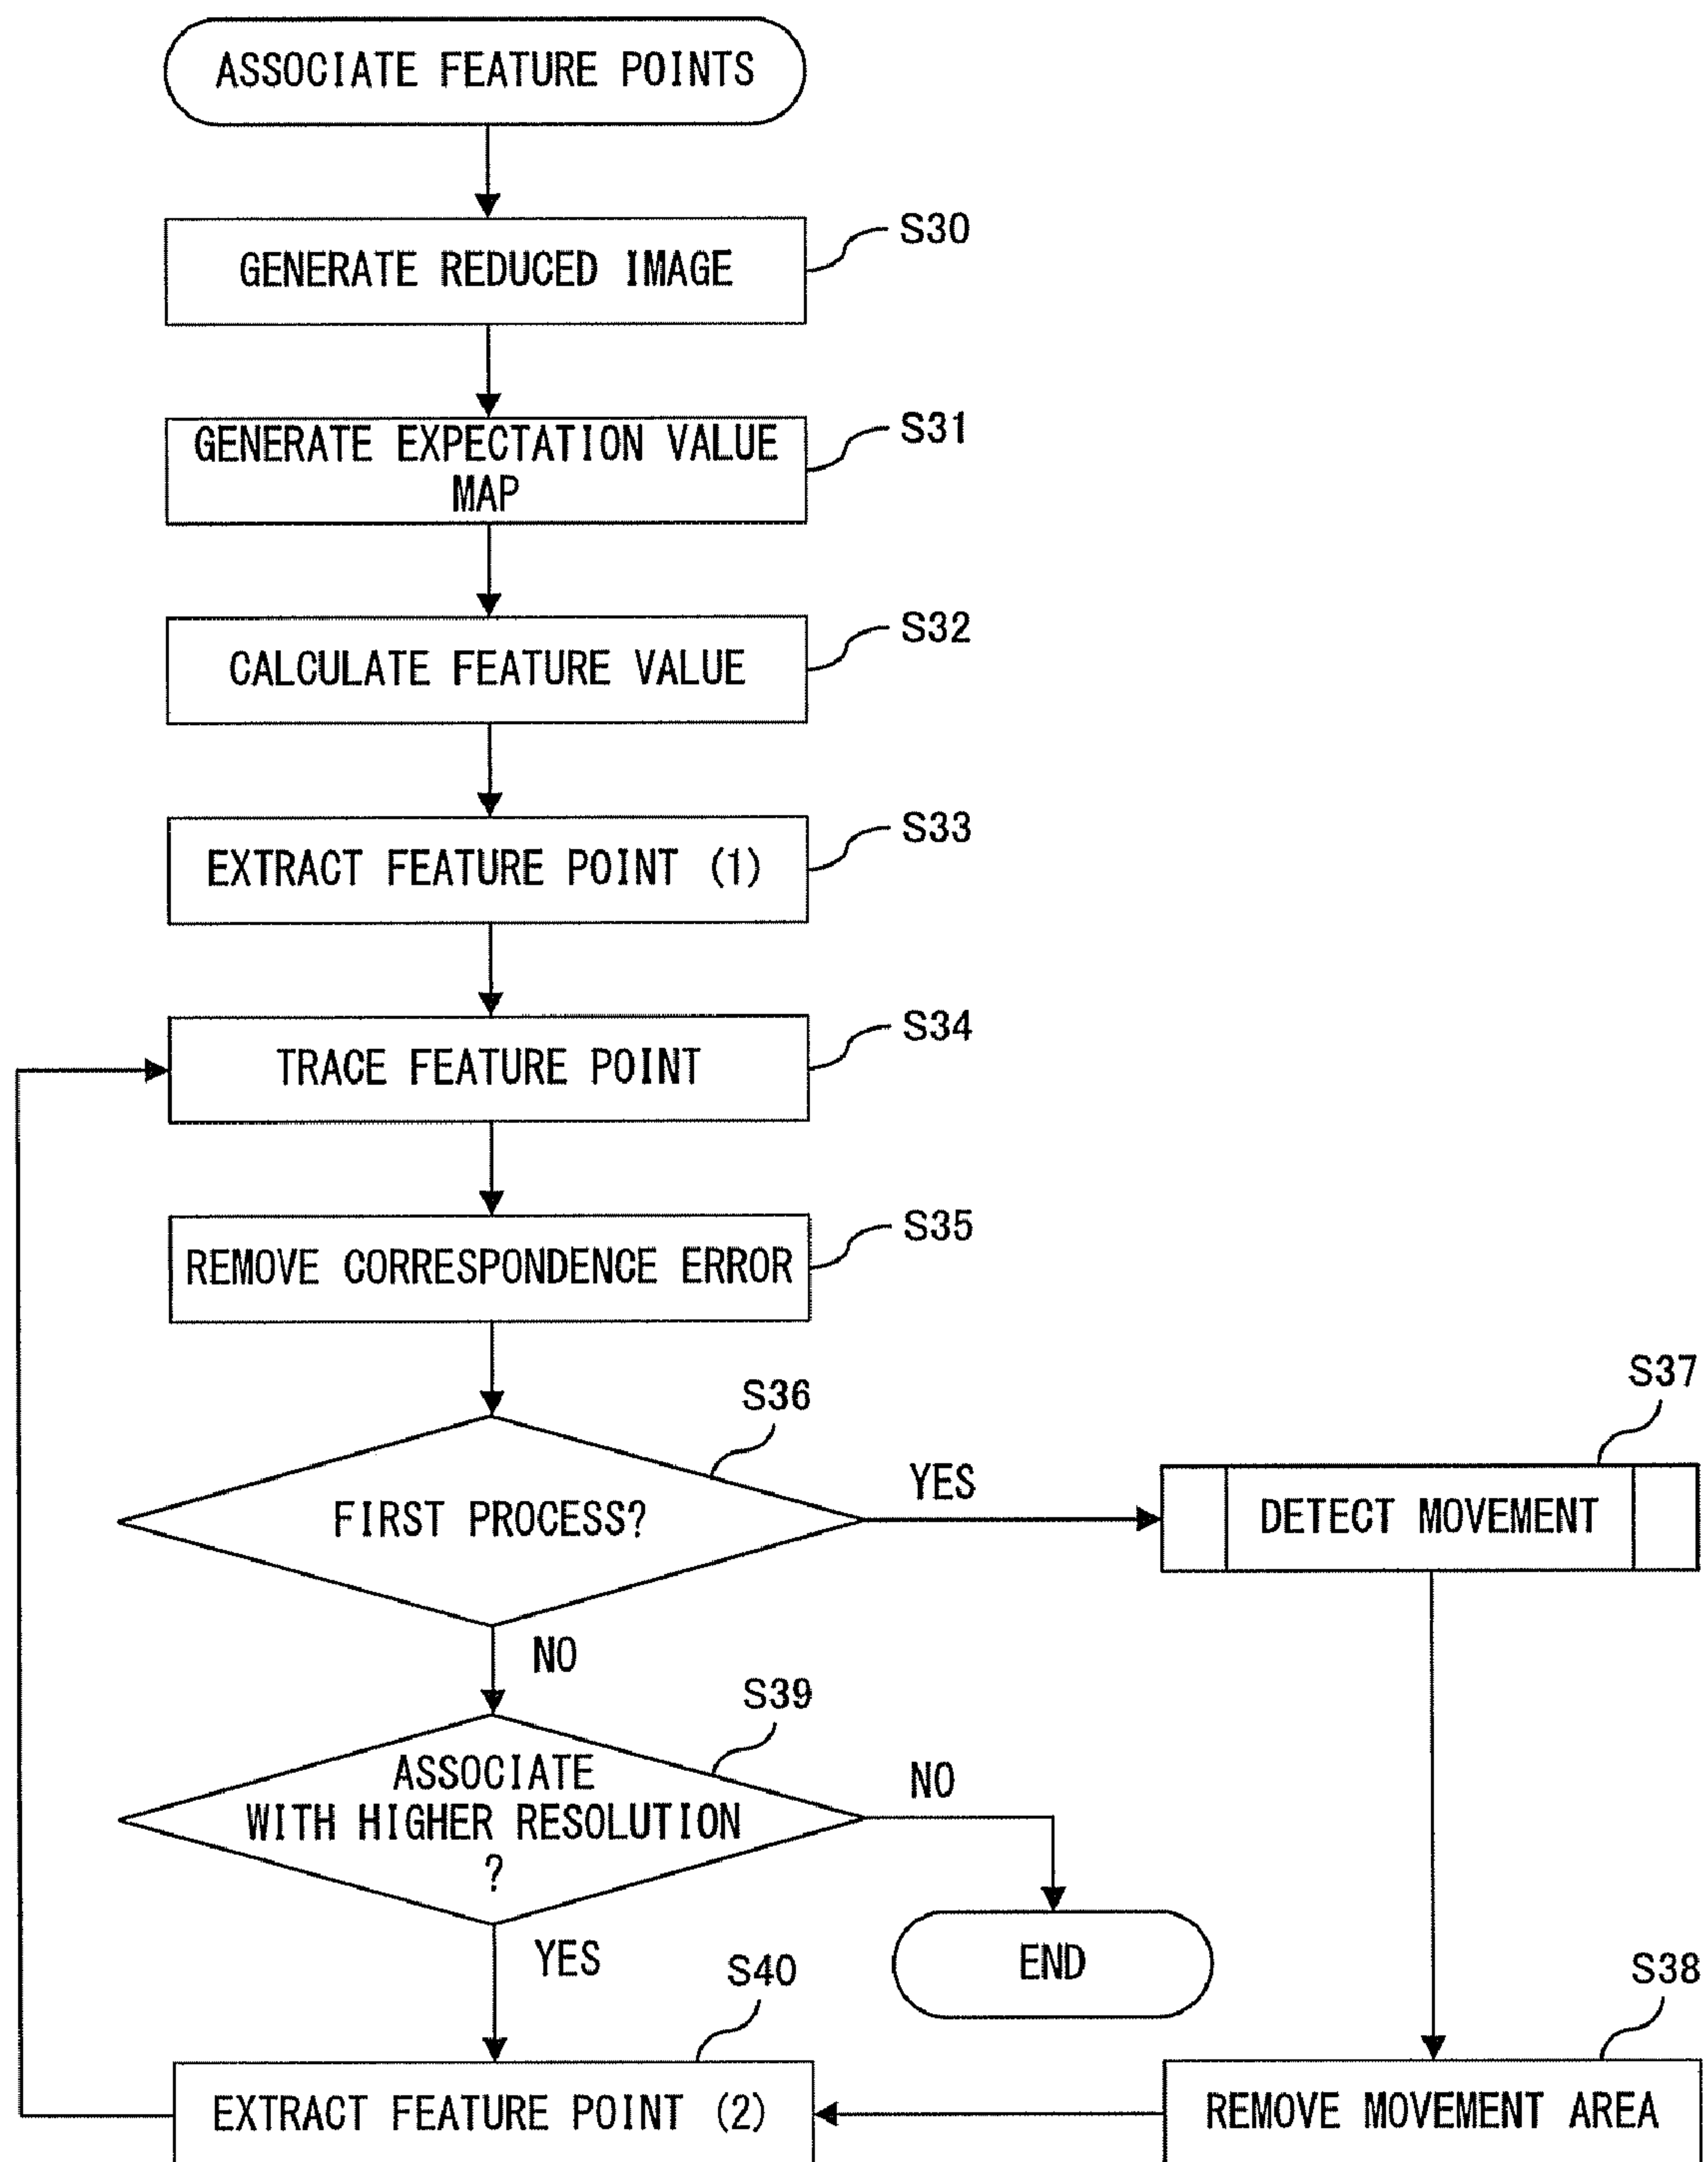 ASSOCIATE FEATURE POINTS
S30
GENERATE REDUCED IMAGE
S31
GENERATE EXPECTATION VALUE
MAP
S32
CALCULATE FEATURE VALUE
S33
EXTRACT FEATURE POINT (1)
S34
TRACE FEATURE POINT
S35
REMOVE CORRESPONDENCE ERROR
S36
FIRST PROCESS?
YES
S37
DETECT MOVEMENT
NO
S39
ASSOCIATE
WITH HIGHER RESOLUTION
?
NO
END
YES
S40
EXTRACT FEATURE POINT (2)
S38
REMOVE MOVEMENT AREA